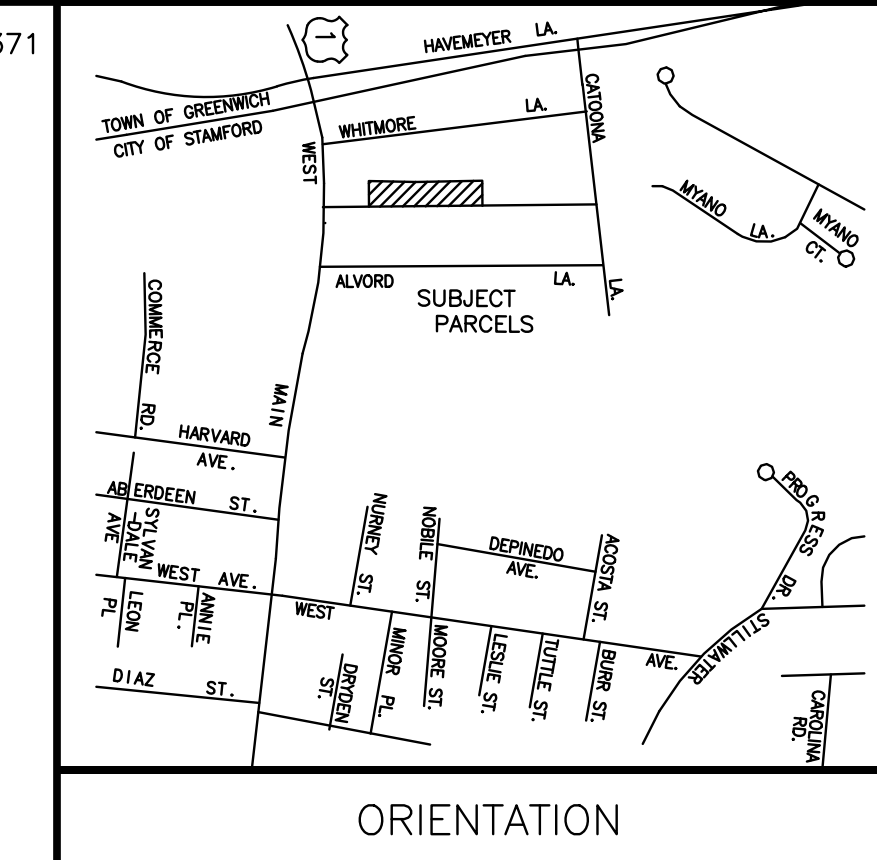 371
HAVEMEYER LA.
1
TOWN OF GREENWICH
CITY OF STAMFORD
WHITMORE LA.
CATOONA LA.
WEST MAIN
MYANO LA.
MYANO CT.
ALVORD LA.
SUBJECT
PARCELS
COMMERCE RD.
HARVARD
AVE.
ABERDEEN ST.
SYLVAN
-DALE
AVE
WEST AVE.
LEON
PL
ANNIE
PL.
DIAZ ST.
NURNEY ST.
NOBILE ST.
DEPINEDO
AVE.
ACOSTA ST.
PROGRESS DR.
STILLWATER
WEST AVE.
DRYDEN
ST.
MINOR PL.
MOORE ST.
LESLIE ST.
TUTTLE ST.
BURR ST.
CAROLINA
RD.
ORIENTATION